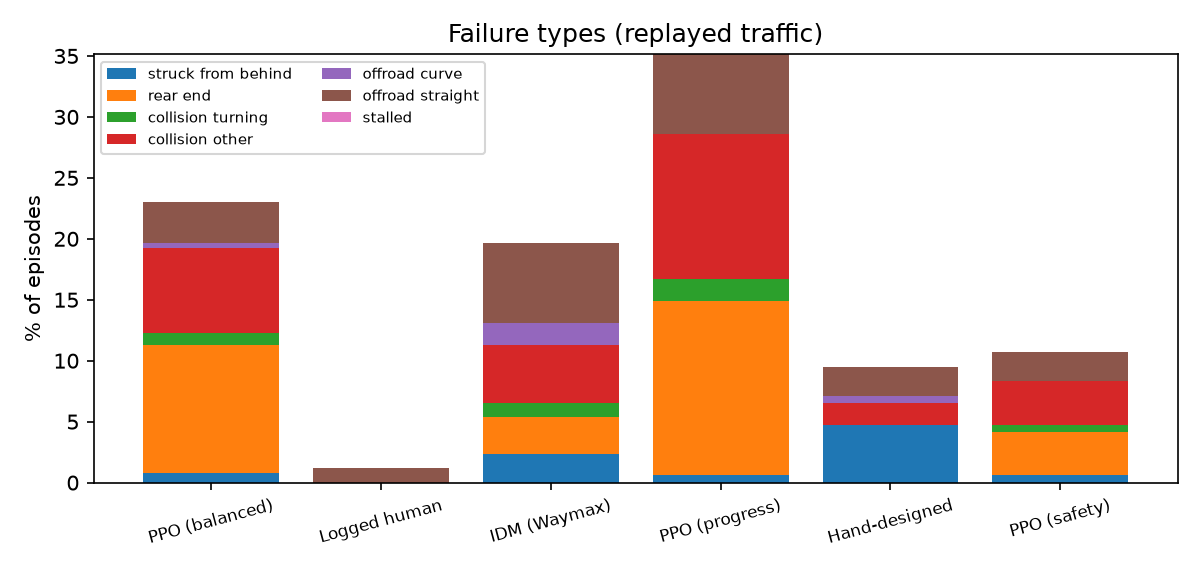 Failure types (replayed traffic)
% of episodes
35
30
25
20
15
10
5
0
struck from behind
rear end
collision turning
collision other
offroad curve
offroad straight
stalled
PPO (balanced)
Logged human
IDM (Waymax)
PPO (progress)
Hand-designed
PPO (safety)